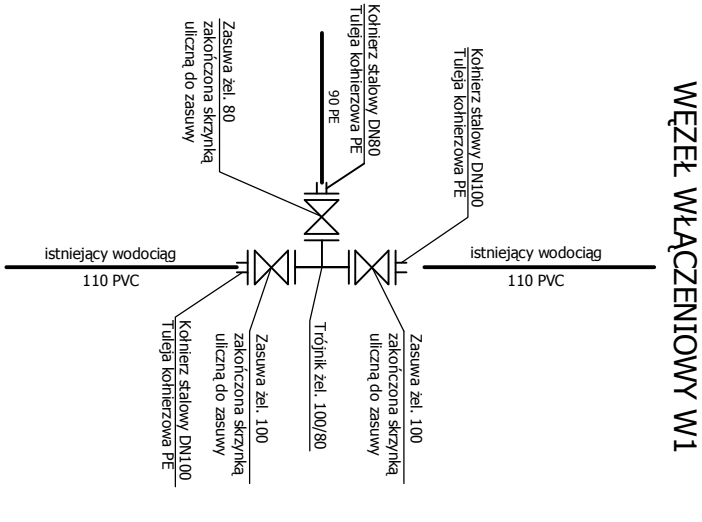 WĘZEŁ WŁĄCZENIOWY W1
Kołnierz stalowy DN100
Tuleja kołnierzowa PE
Kołnierz stalowy DN80
Tuleja kołnierzowa PE
90 PE
Zasuwa żel. 80
zakończona skrzynką
uliczną do zasuwy
istniejący wodociąg
110 PVC
istniejący wodociąg
110 PVC
Zasuwa żel. 100
zakończona skrzynką
uliczną do zasuwy
Trójnik żel. 100/80
Zasuwa żel. 100
zakończona skrzynką
uliczną do zasuwy
Kołnierz stalowy DN100
Tuleja kołnierzowa PE